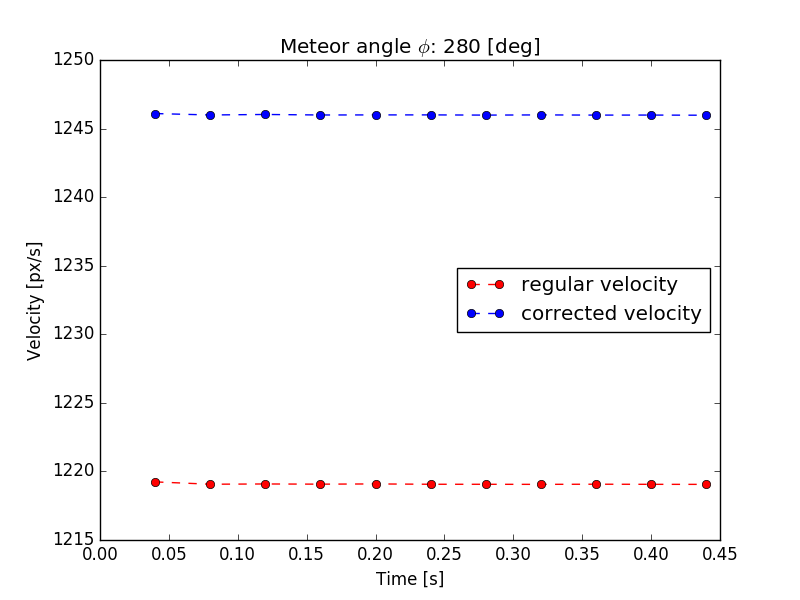 Meteor angle ϕ: 280 [deg]
1250
1245
1240
1235
1230
1225
1220
1215
Velocity [px/s]
regular velocity
corrected velocity
0.00 0.05 0.10 0.15 0.20 0.25 0.30 0.35 0.40 0.45
Time [s]